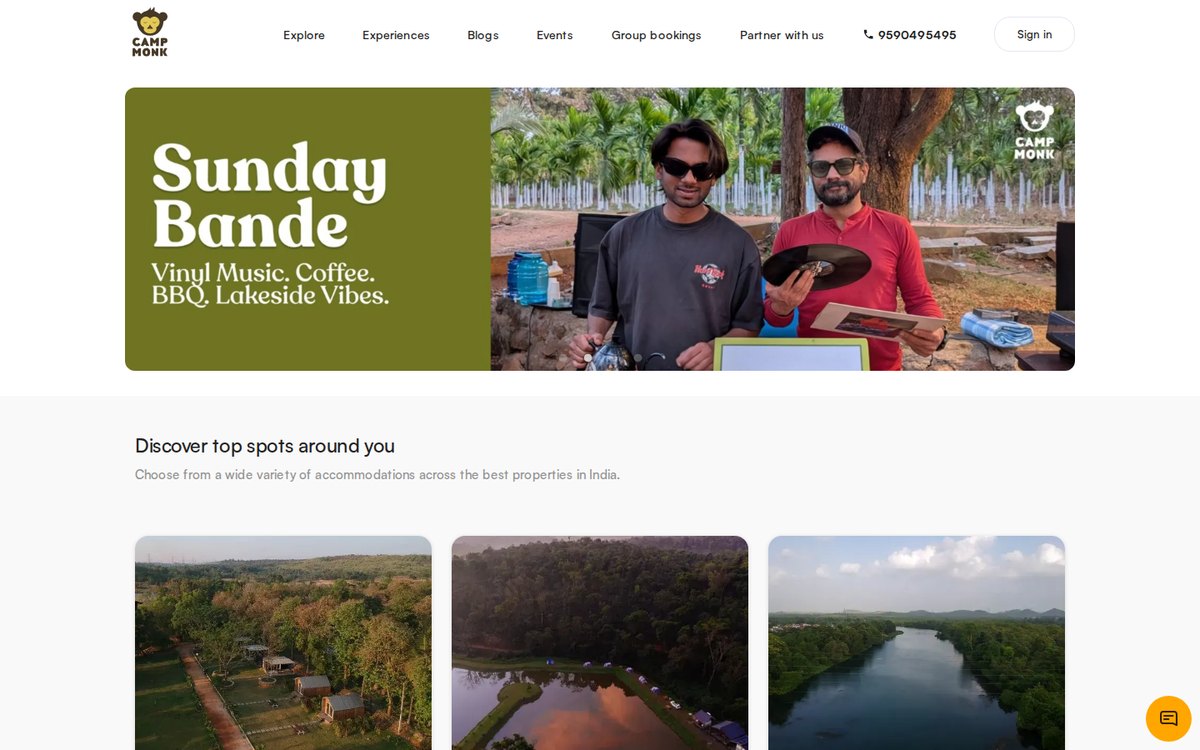 CAMP
MONK
Explore
Experiences
Blogs
Events
Group bookings
Partner with us
9590495495
Sign in
Sunday
Bande
Vinyl Music. Coffee.
BBQ. Lakeside Vibes.
CAMP
MONK
Discover top spots around you
Choose from a wide variety of accommodations across the best properties in India.